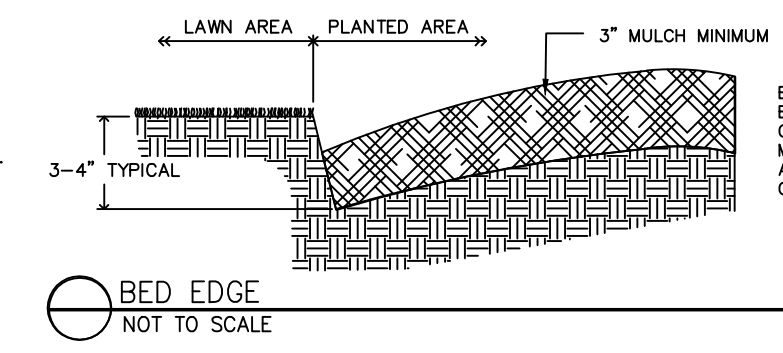 LAWN AREA
PLANTED AREA
3" MULCH MINIMUM
3-4" TYPICAL
BED EDGE
NOT TO SCALE